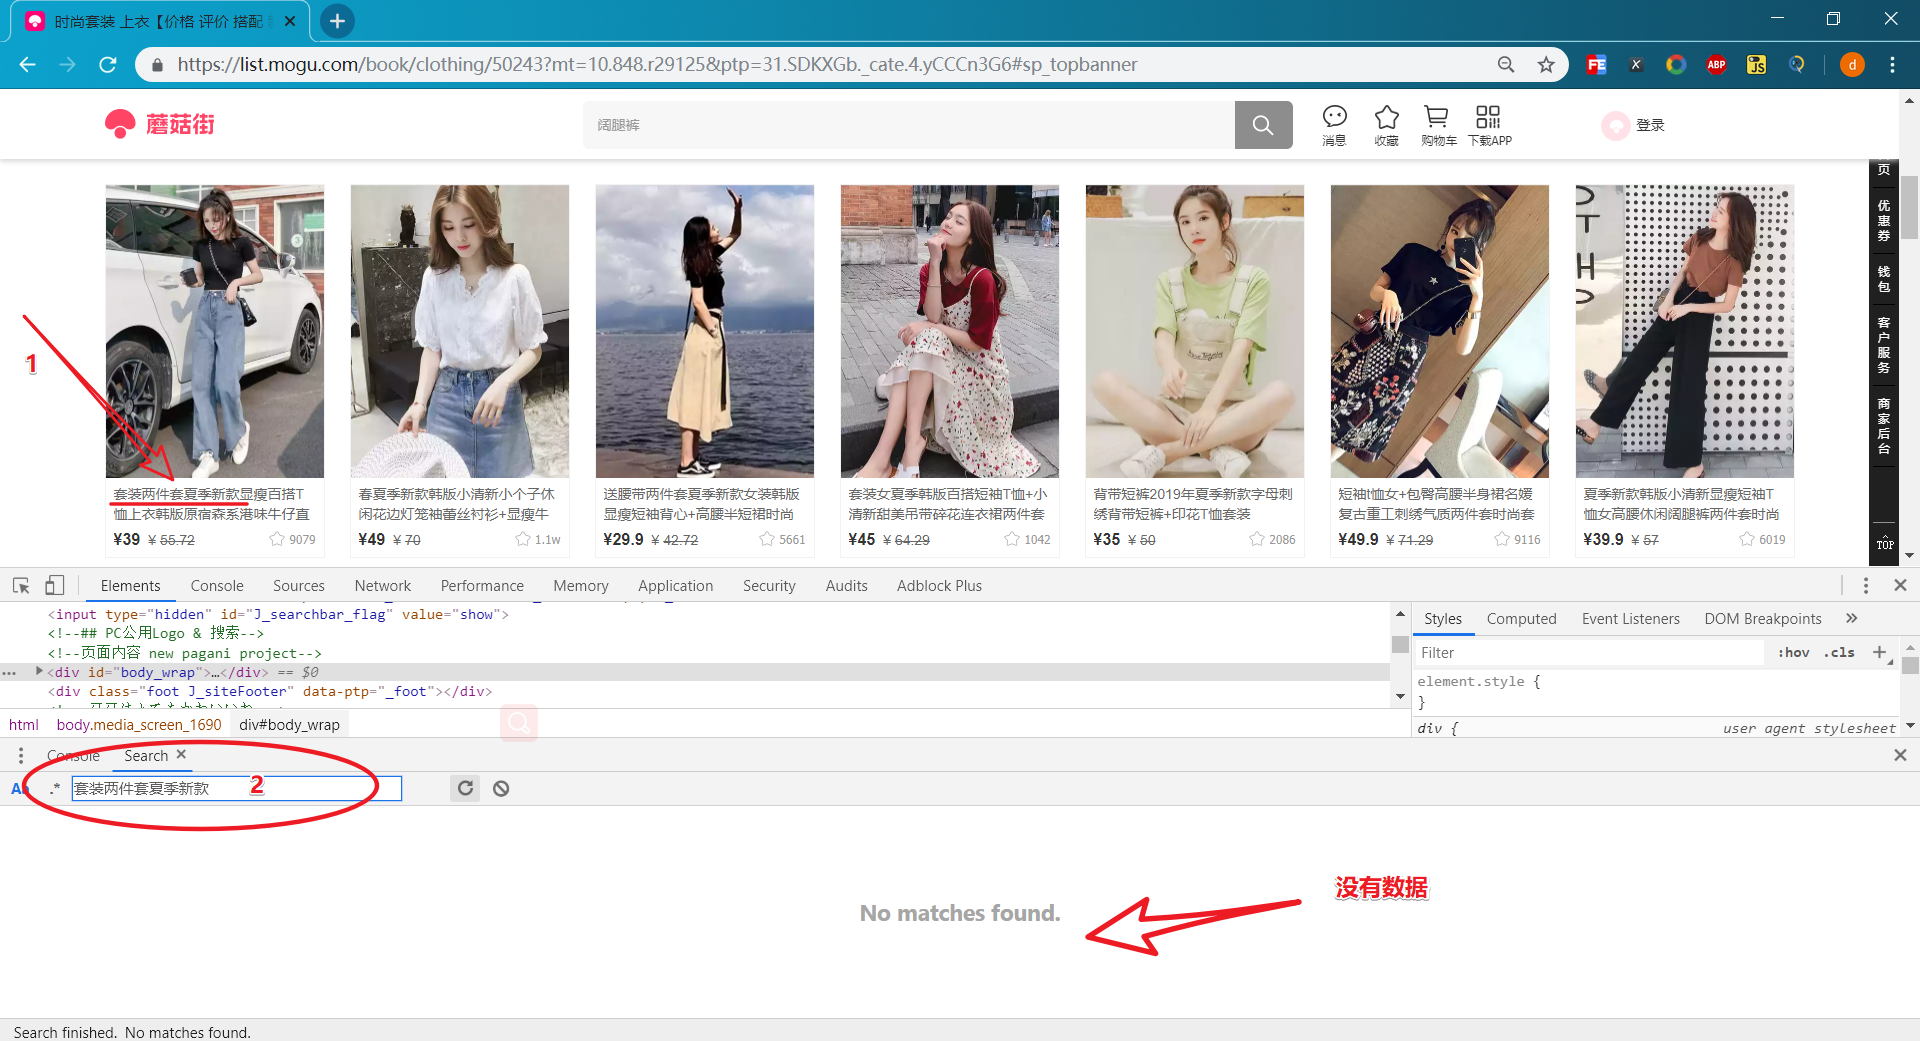 时尚套装 上衣【价格 评价 搭配
https://list.mogu.com/book/clothing/50243?mt=10.848.r29125&ptp=31.SDKXGb._cate.4.yCCCn3G6#sp_topbanner
FE
X
ABP
JS
d
蘑菇街
阔腿裤
消息
收藏
购物车
下载APP
登录
页
优惠券
钱包
客户服务
商家后台
TOP
1
套装两件套夏季新款显瘦百搭T
恤上衣韩版原宿森系港味牛仔直
¥39 ¥ 55.72 9079
春夏季新款韩版小清新小个子休
闲花边灯笼袖蕾丝衬衫+显瘦牛
¥49 ¥ 70 1.1w
送腰带两件套夏季新款女装韩版
显瘦短袖背心+高腰半短裙时尚
¥29.9 ¥ 42.72 5661
套装女夏季韩版百搭短袖T恤+小
清新甜美吊带碎花连衣裙两件套
¥45 ¥ 64.29 1042
背带短裤2019年夏季新款字母刺
绣背带短裤+印花T恤套装
¥35 ¥ 50 2086
短袖t恤女+包臀高腰半身裙名媛
复古重工刺绣气质两件套时尚套
¥49.9 ¥ 71.29 9116
夏季新款韩版小清新显瘦短袖T
恤女高腰休闲阔腿裤两件套时尚
¥39.9 ¥ 57 6019
Elements Console Sources Network Performance Memory Application Security Audits Adblock Plus
<input type="hidden" id="J_searchbar_flag" value="show">
<!--## PC公用Logo & 搜索-->
<!--页面内容 new pagani project-->
<div id="body_wrap">…</div> == $0
<div class="foot J_siteFooter" data-ptp="_foot"></div>
html body.media_screen_1690 div#body_wrap
Styles Computed Event Listeners DOM Breakpoints »
Filter :hov .cls +
element.style {
}
div { user agent stylesheet
Console Search
Aa .* 套装两件套夏季新款 2
No matches found.
没有数据
Search finished. No matches found.